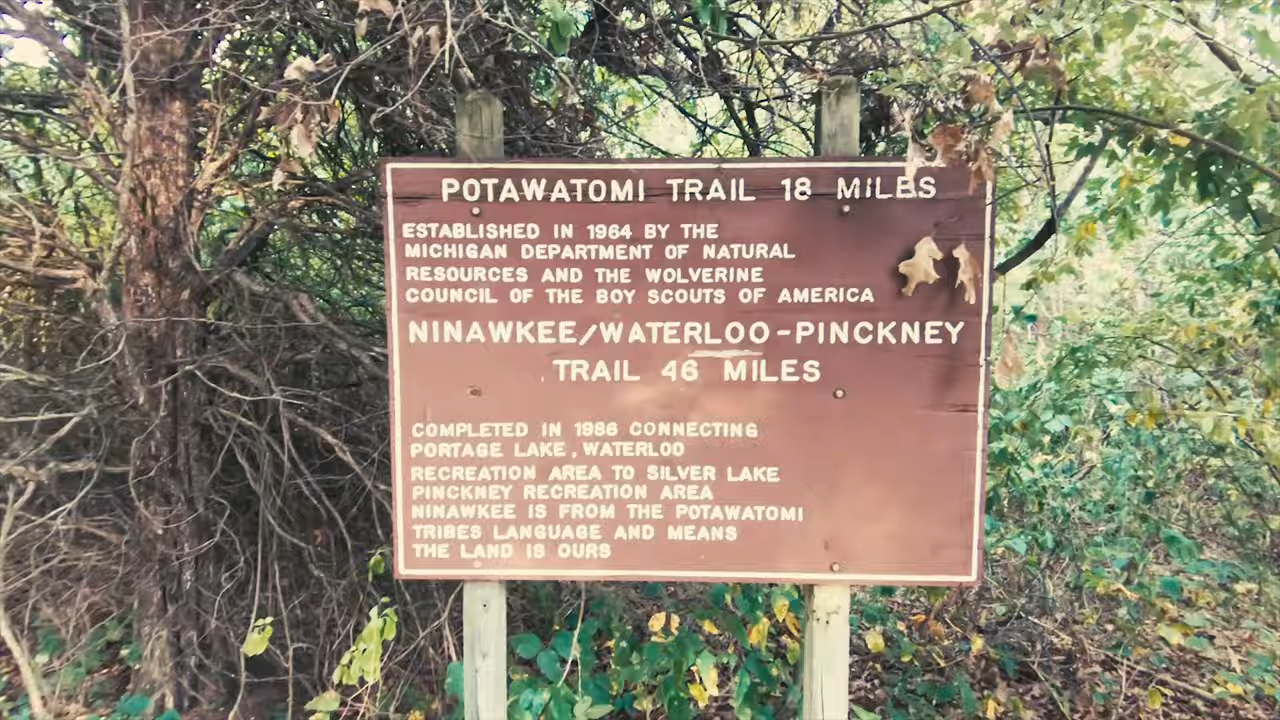 POTAWATOMI TRAIL 18 MILES
ESTABLISHED IN 1964 BY THE
MICHIGAN DEPARTMENT OF NATURAL
RESOURCES AND THE WOLVERINE
COUNCIL OF THE BOY SCOUTS OF AMERICA
NINAWKEE/WATERLOO-PINCKNEY
TRAIL 46 MILES
COMPLETED IN 1986 CONNECTING
PORTAGE LAKE, WATERLOO
RECREATION AREA TO SILVER LAKE
PINCKNEY RECREATION AREA
NINAWKEE IS FROM THE POTAWATOMI
TRIBES LANGUAGE AND MEANS
THE LAND IS OURS